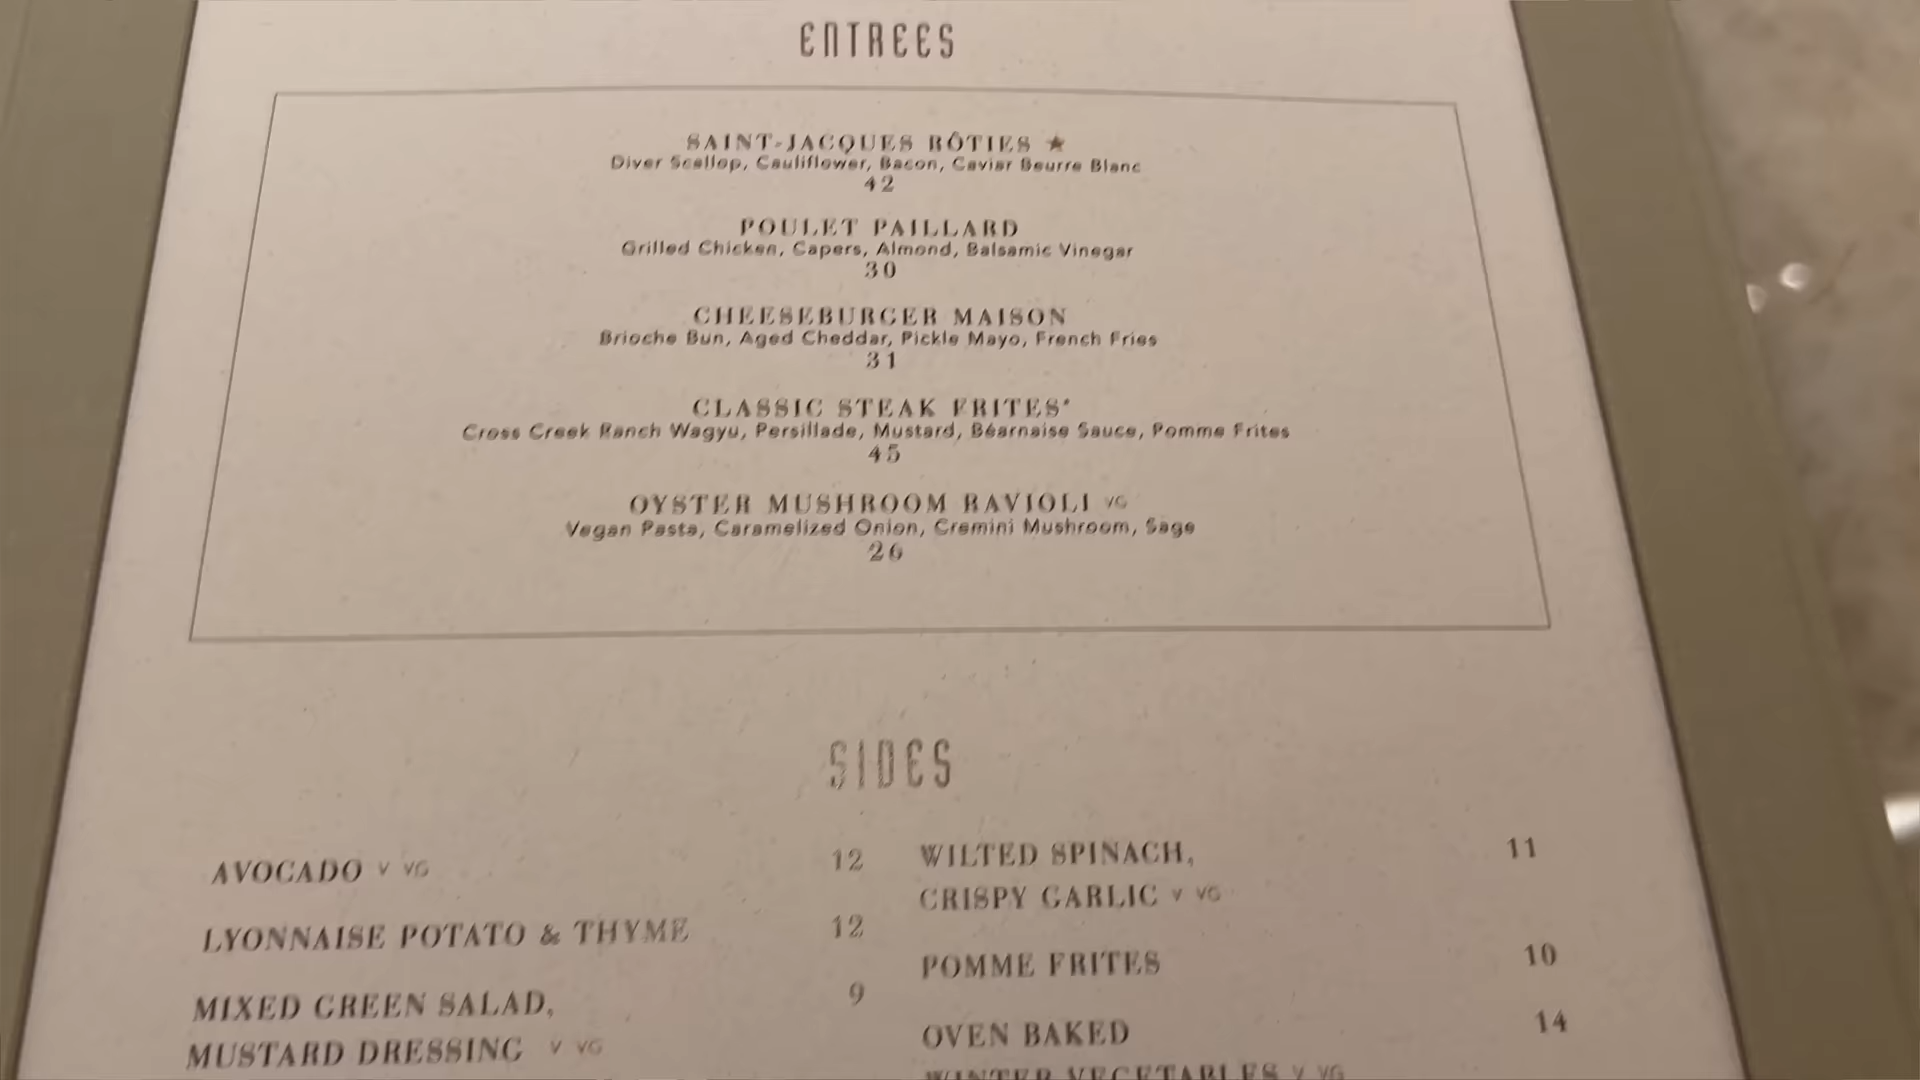 ENTREES
SAINT-JACQUES RÔTIES ★
Diver Scallop, Cauliflower, Bacon, Caviar Beurre Blanc
42
POULET PAILLARD
Grilled Chicken, Capers, Almond, Balsamic Vinegar
30
CHEESEBURGER MAISON
Brioche Bun, Aged Cheddar, Pickle Mayo, French Fries
31
CLASSIC STEAK FRITES*
Cross Creek Ranch Wagyu, Persillade, Mustard, Béarnaise Sauce, Pomme Frites
45
OYSTER MUSHROOM RAVIOLI VG
Vegan Pasta, Caramelized Onion, Cremini Mushroom, Sage
26
SIDES
AVOCADO V VG 12
LYONNAISE POTATO & THYME 12
MIXED GREEN SALAD, 9
MUSTARD DRESSING V VG
WILTED SPINACH, 11
CRISPY GARLIC V VG
POMME FRITES 10
OVEN BAKED 14
WINTER VEGETABLES V VG